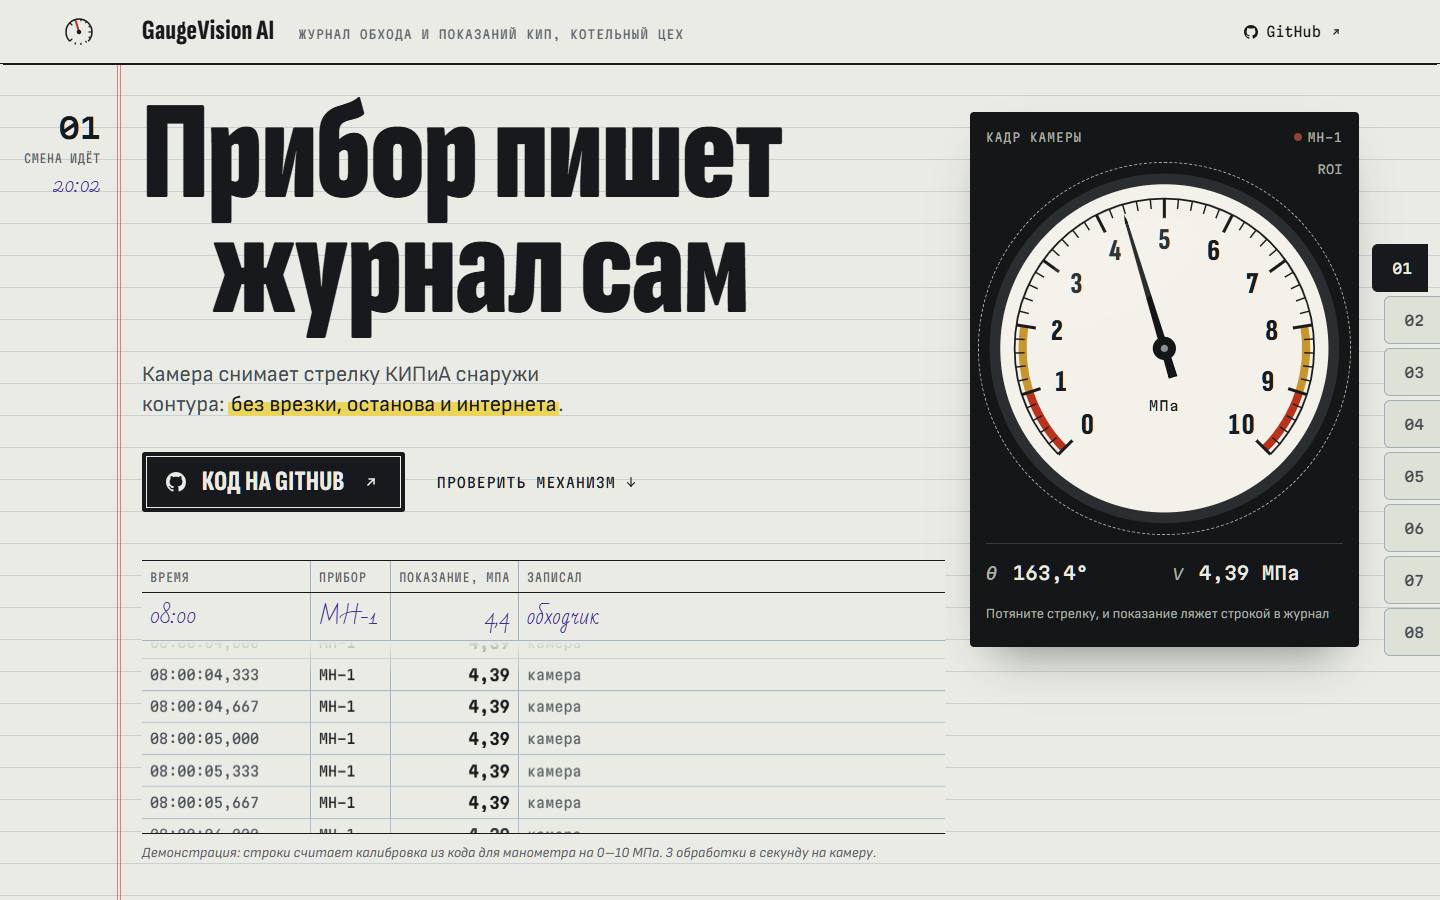 GaugeVision AI
ЖУРНАЛ ОБХОДА И ПОКАЗАНИЙ КИП, КОТЕЛЬНЫЙ ЦЕХ
GitHub ↗
01
СМЕНА ИДЁТ
20:02
Прибор пишет
журнал сам
Камера снимает стрелку КИПиА снаружи
контура: без врезки, останова и интернета.
КОД НА GITHUB ↗
ПРОВЕРИТЬ МЕХАНИЗМ ↓
ВРЕМЯ ПРИБОР ПОКАЗАНИЕ, МПА ЗАПИСАЛ
08:00 МН-1 4,4 обходчик
08:00:04,333 МН-1 4,39 камера
08:00:04,667 МН-1 4,39 камера
08:00:05,000 МН-1 4,39 камера
08:00:05,333 МН-1 4,39 камера
08:00:05,667 МН-1 4,39 камера
Демонстрация: строки считает калибровка из кода для манометра на 0–10 МПа. 3 обработки в секунду на камеру.
КАДР КАМЕРЫ
МН-1
ROI
0
1
2
3
4
5
6
7
8
9
10
МПа
θ 163,4°
V 4,39 МПа
Потяните стрелку, и показание ляжет строкой в журнал
01
02
03
04
05
06
07
08